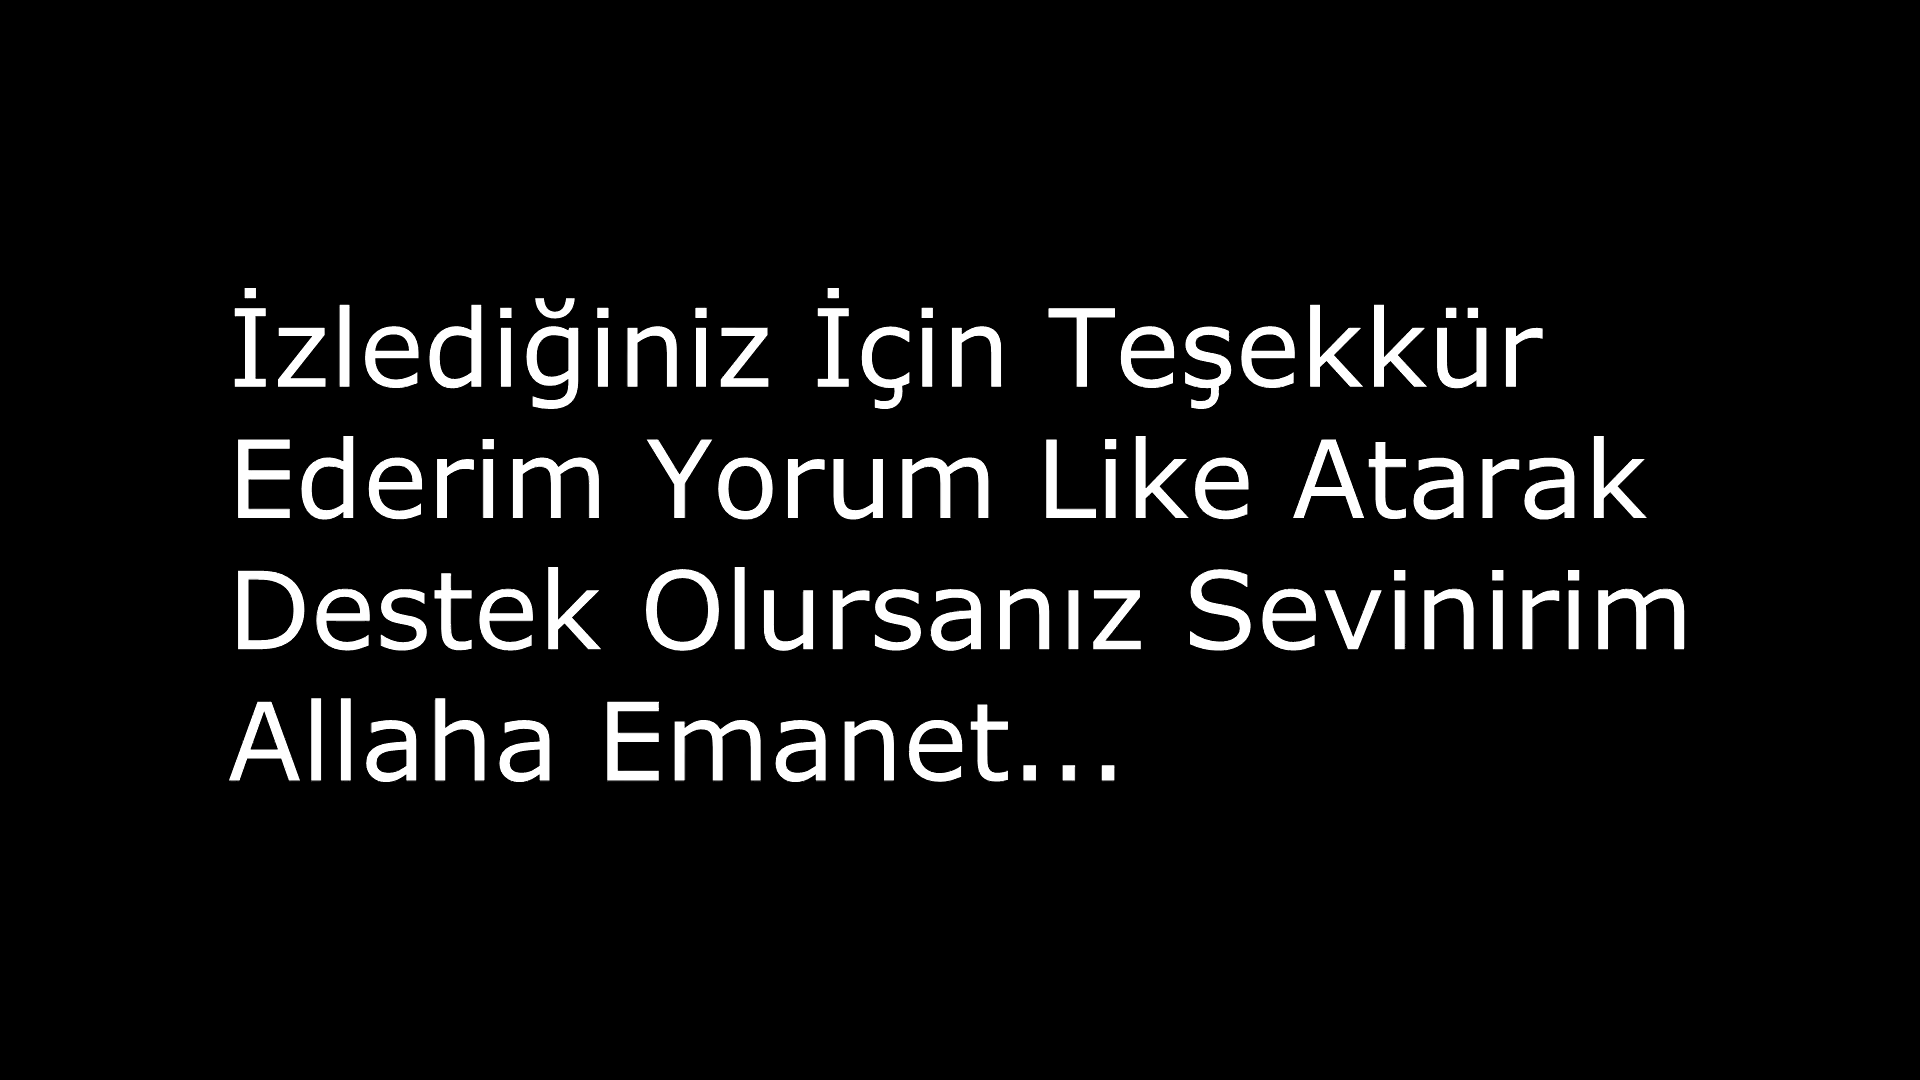 İzlediğiniz İçin Teşekkür
Ederim Yorum Like Atarak
Destek Olursanız Sevinirim
Allaha Emanet...